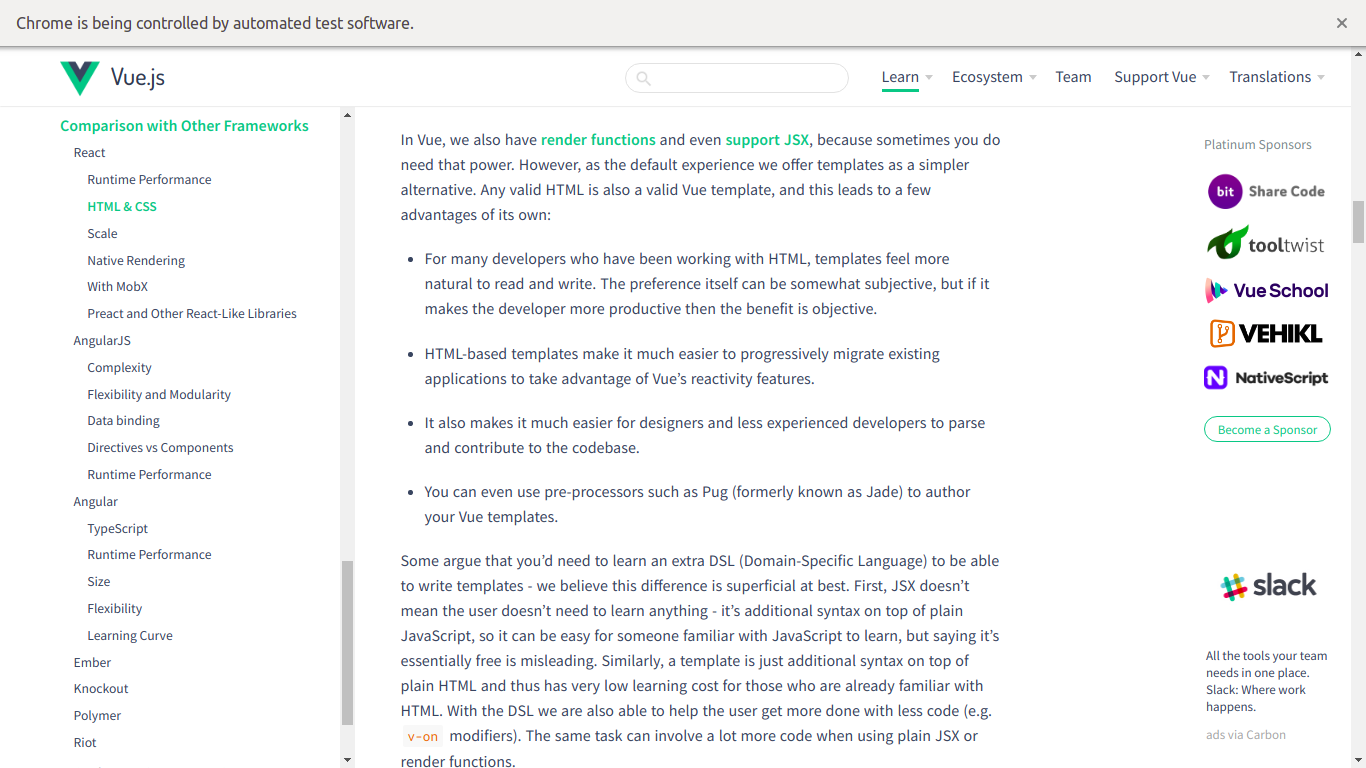 Chrome is being controlled by automated test software.
Vue.js
Learn
Ecosystem
Team
Support Vue
Translations
Comparison with Other Frameworks
React
Runtime Performance
HTML & CSS
Scale
Native Rendering
With MobX
Preact and Other React-Like Libraries
AngularJS
Complexity
Flexibility and Modularity
Data binding
Directives vs Components
Runtime Performance
Angular
TypeScript
Runtime Performance
Size
Flexibility
Learning Curve
Ember
Knockout
Polymer
Riot
In Vue, we also have render functions and even support JSX, because sometimes you do
need that power. However, as the default experience we offer templates as a simpler
alternative. Any valid HTML is also a valid Vue template, and this leads to a few
advantages of its own:
• For many developers who have been working with HTML, templates feel more
natural to read and write. The preference itself can be somewhat subjective, but if it
makes the developer more productive then the benefit is objective.
• HTML-based templates make it much easier to progressively migrate existing
applications to take advantage of Vue’s reactivity features.
• It also makes it much easier for designers and less experienced developers to parse
and contribute to the codebase.
• You can even use pre-processors such as Pug (formerly known as Jade) to author
your Vue templates.
Some argue that you’d need to learn an extra DSL (Domain-Specific Language) to be able
to write templates - we believe this difference is superficial at best. First, JSX doesn’t
mean the user doesn’t need to learn anything - it’s additional syntax on top of plain
JavaScript, so it can be easy for someone familiar with JavaScript to learn, but saying it’s
essentially free is misleading. Similarly, a template is just additional syntax on top of
plain HTML and thus has very low learning cost for those who are already familiar with
HTML. With the DSL we are also able to help the user get more done with less code (e.g.
v-on modifiers). The same task can involve a lot more code when using plain JSX or
render functions.
Platinum Sponsors
bit Share Code
tooltwist
Vue School
VEHIKL
NativeScript
Become a Sponsor
slack
All the tools your team
needs in one place.
Slack: Where work
happens.
ads via Carbon